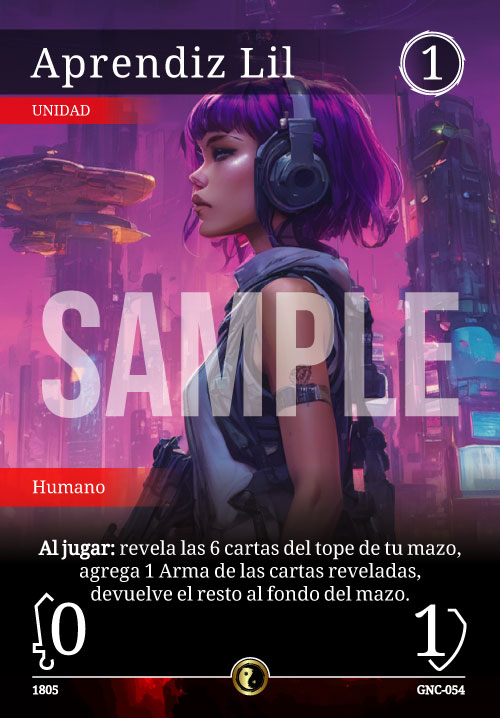 Aprendiz Lil
1
UNIDAD
SAMPLE
Humano
Al jugar: revela las 6 cartas del tope de tu mazo,
agrega 1 Arma de las cartas reveladas,
devuelve el resto al fondo del mazo.
0
1
1805
GNC-054